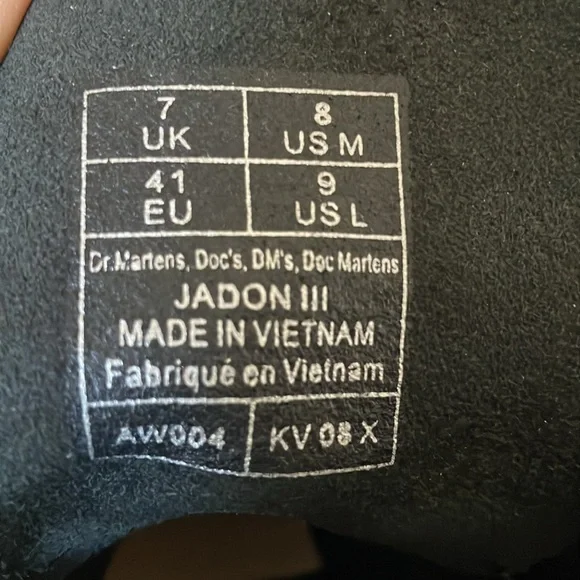 7 8
UK US M
41 9
EU US L
Dr.Martens, Doc's, DM's, Doc Martens
JADON III
MADE IN VIETNAM
Fabriqué en Vietnam
AW004 KV 08 X